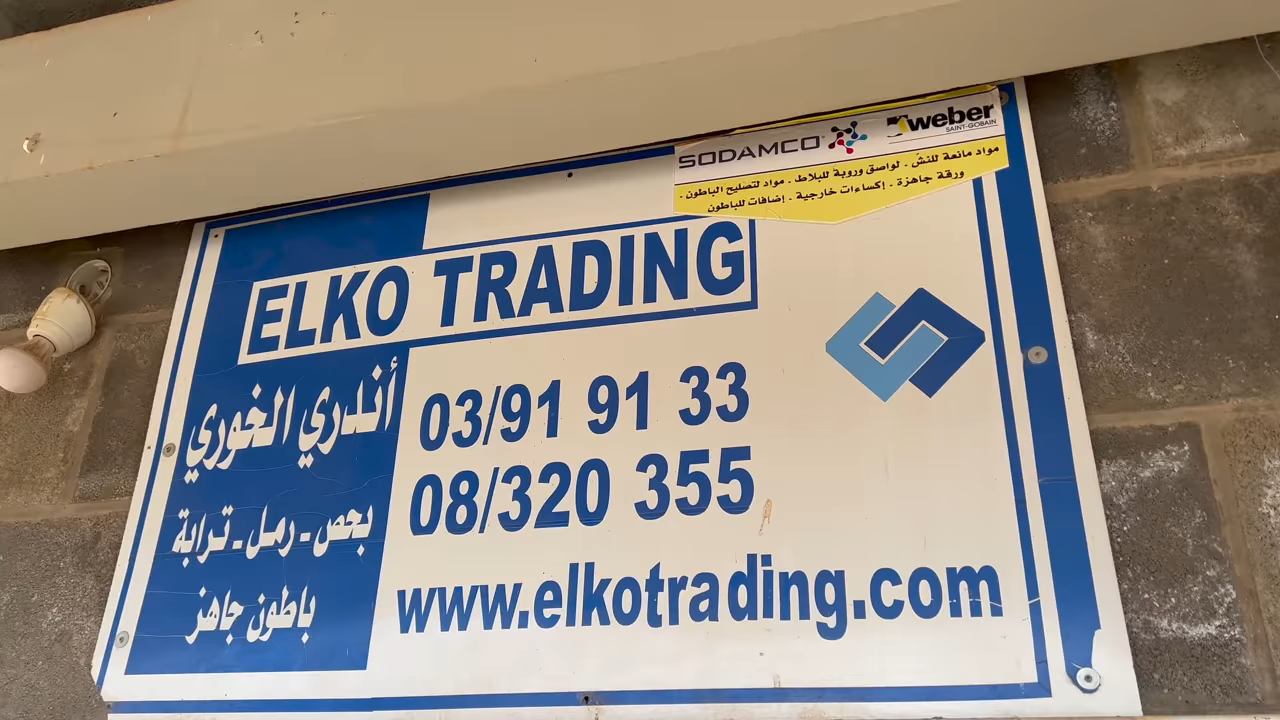 SODAMCO weber
SAINT-GOBAIN
مواد مانعة للنشّ - لواصق وروبة للبلاط - مواد لتصليح الباطون -
ورقة جاهزة - إكساءات خارجية - إضافات للباطون
ELKO TRADING
أندري الخوري
03/91 91 33
08/320 355
بحص - رمل - ترابة
باطون جاهز
www.elkotrading.com